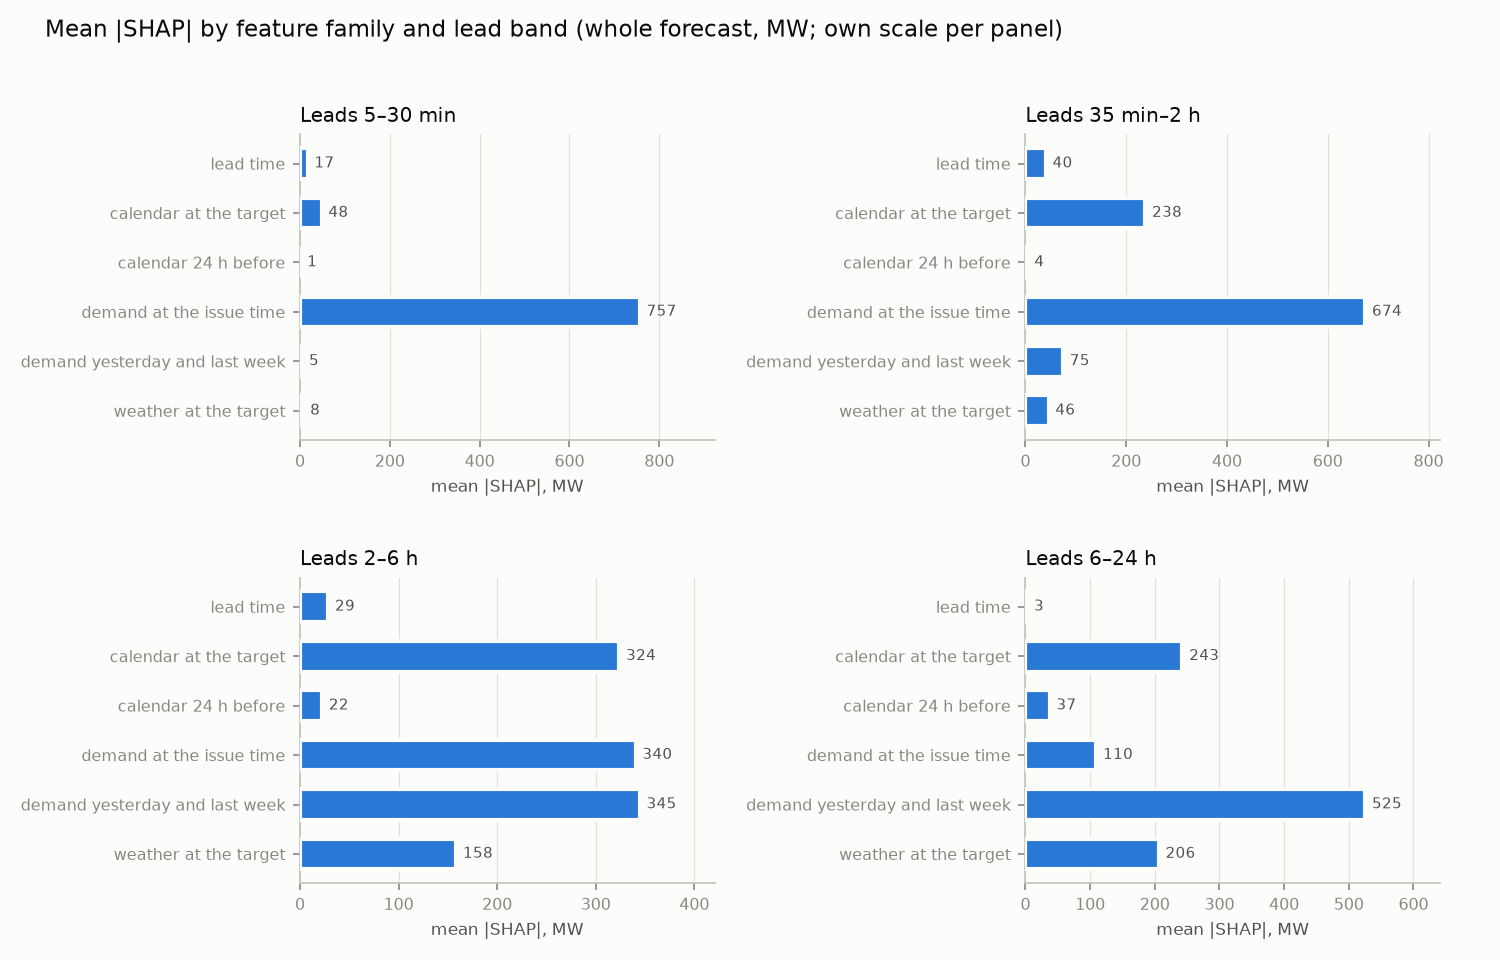 Mean |SHAP| by feature family and lead band (whole forecast, MW; own scale per panel)
Leads 5–30 min
lead time 17
calendar at the target 48
calendar 24 h before 1
demand at the issue time 757
demand yesterday and last week 5
weather at the target 8
0 200 400 600 800
mean |SHAP|, MW
Leads 35 min–2 h
lead time 40
calendar at the target 238
calendar 24 h before 4
demand at the issue time 674
demand yesterday and last week 75
weather at the target 46
0 200 400 600 800
mean |SHAP|, MW
Leads 2–6 h
lead time 29
calendar at the target 324
calendar 24 h before 22
demand at the issue time 340
demand yesterday and last week 345
weather at the target 158
0 100 200 300 400
mean |SHAP|, MW
Leads 6–24 h
lead time 3
calendar at the target 243
calendar 24 h before 37
demand at the issue time 110
demand yesterday and last week 525
weather at the target 206
0 100 200 300 400 500 600
mean |SHAP|, MW